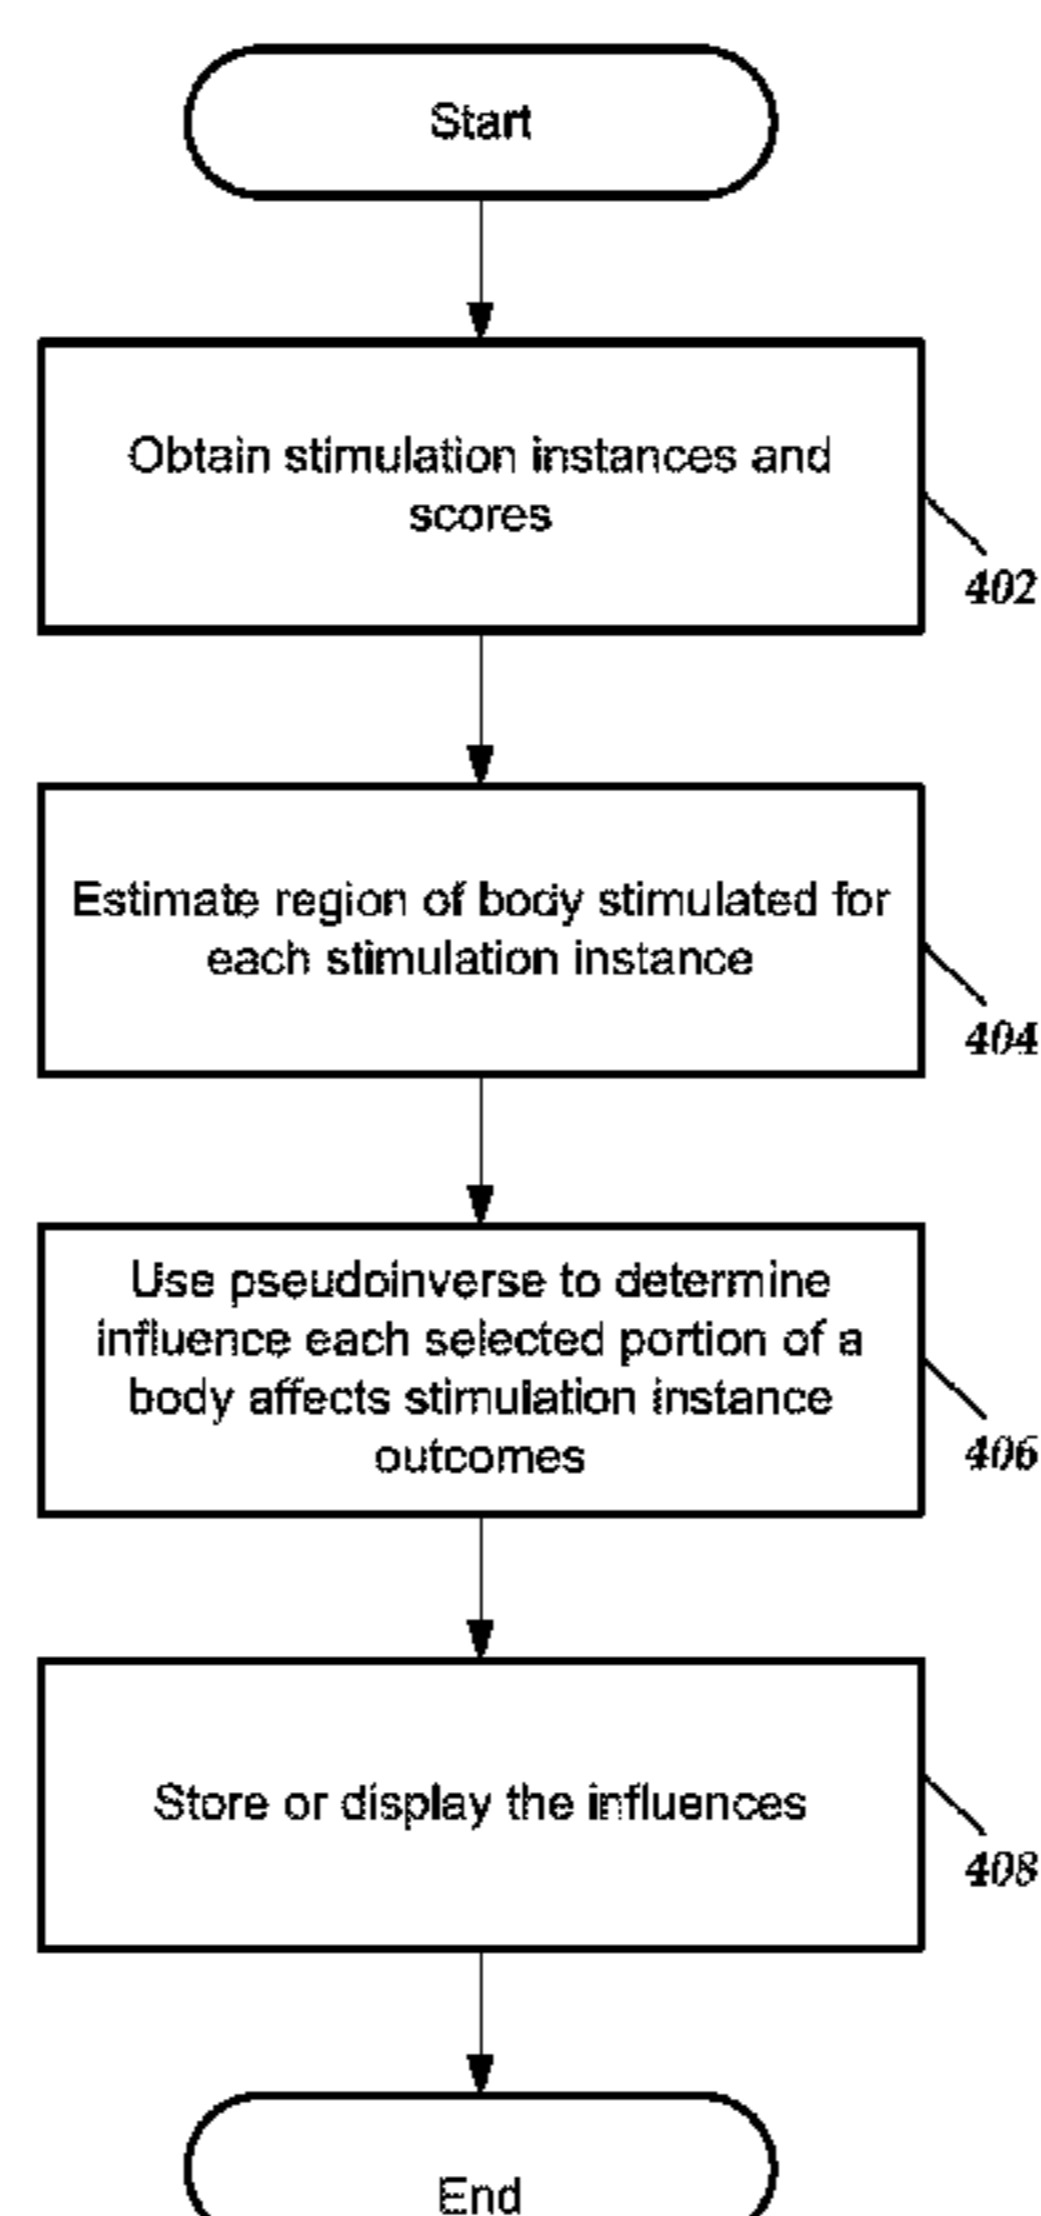 Start
Obtain stimulation instances and
scores
402
Estimate region of body stimulated for
each stimulation instance
404
Use pseudoinverse to determine
influence each selected portion of a
body affects stimulation instance
outcomes
406
Store or display the influences
408
End